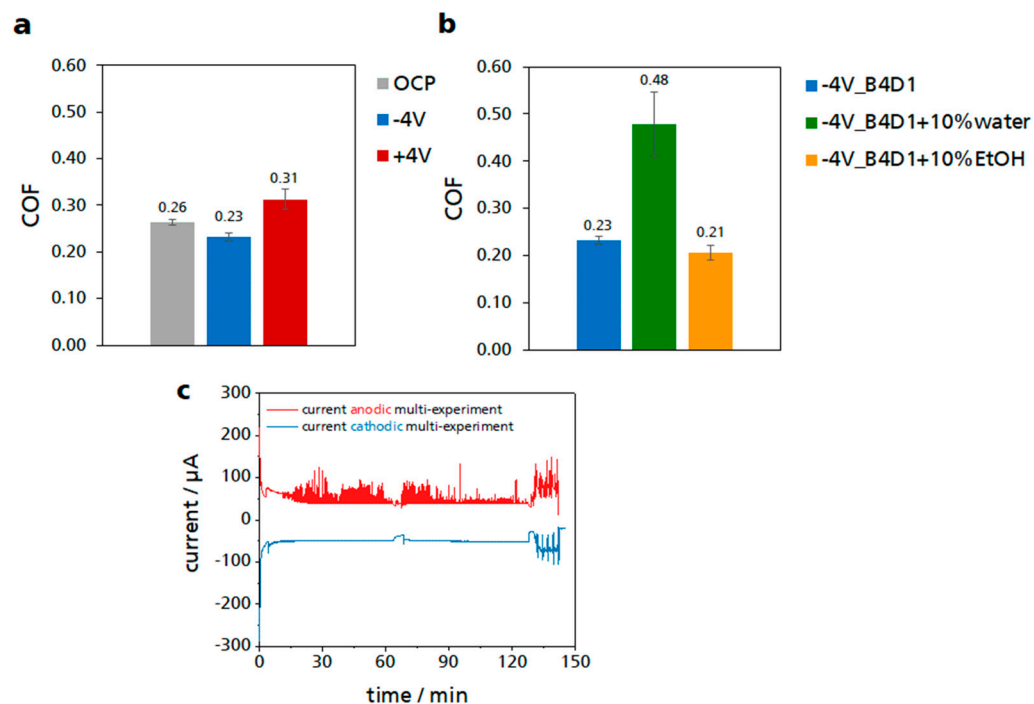 a
0.60
0.50
0.40
0.30
0.20
0.10
0.00
COF
0.26
0.23
0.31
OCP
-4V
+4V
b
0.60
0.50
0.40
0.30
0.20
0.10
0.00
COF
0.23
0.48
0.21
-4V_B4D1
-4V_B4D1+10%water
-4V_B4D1+10%EtOH
c
300
200
100
0
-100
-200
-300
current / µA
current anodic multi-experiment
current cathodic multi-experiment
0
30
60
90
120
150
time / min